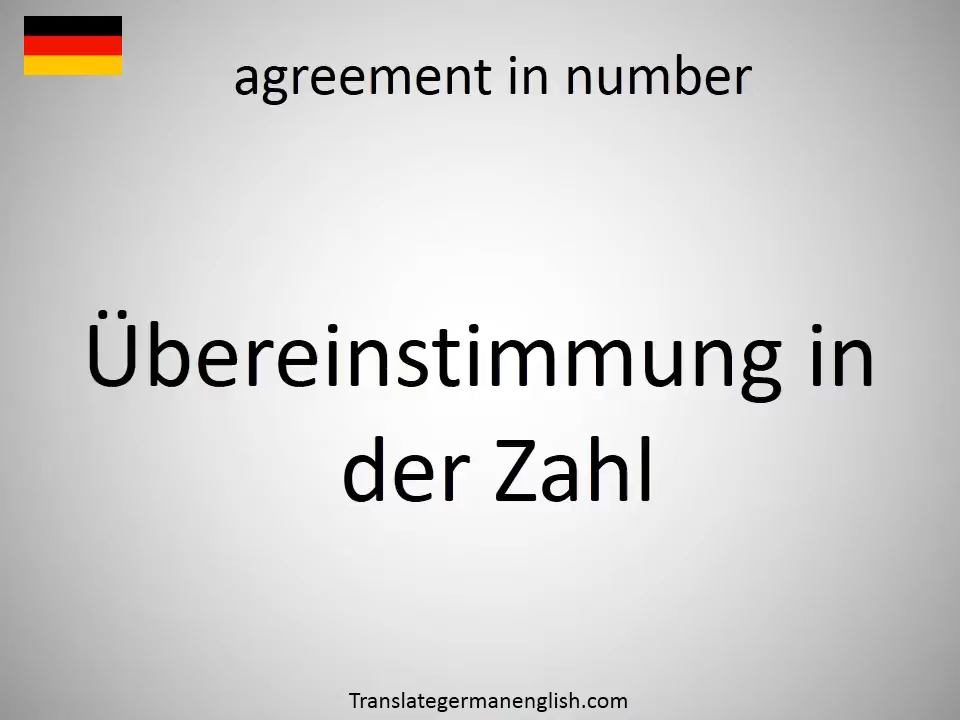 agreement in number
Übereinstimmung in
der Zahl
Translategermanenglish.com